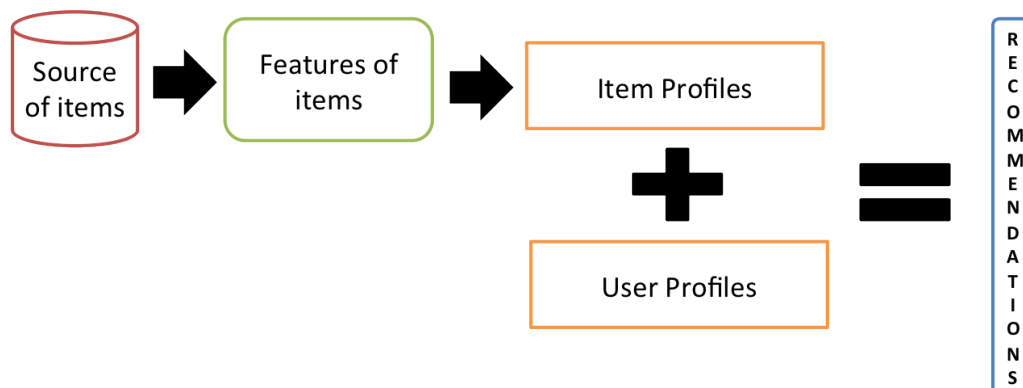 Source
of items
Features of
items
Item Profiles
User Profiles
R
E
C
O
M
M
E
N
D
A
T
I
O
N
S